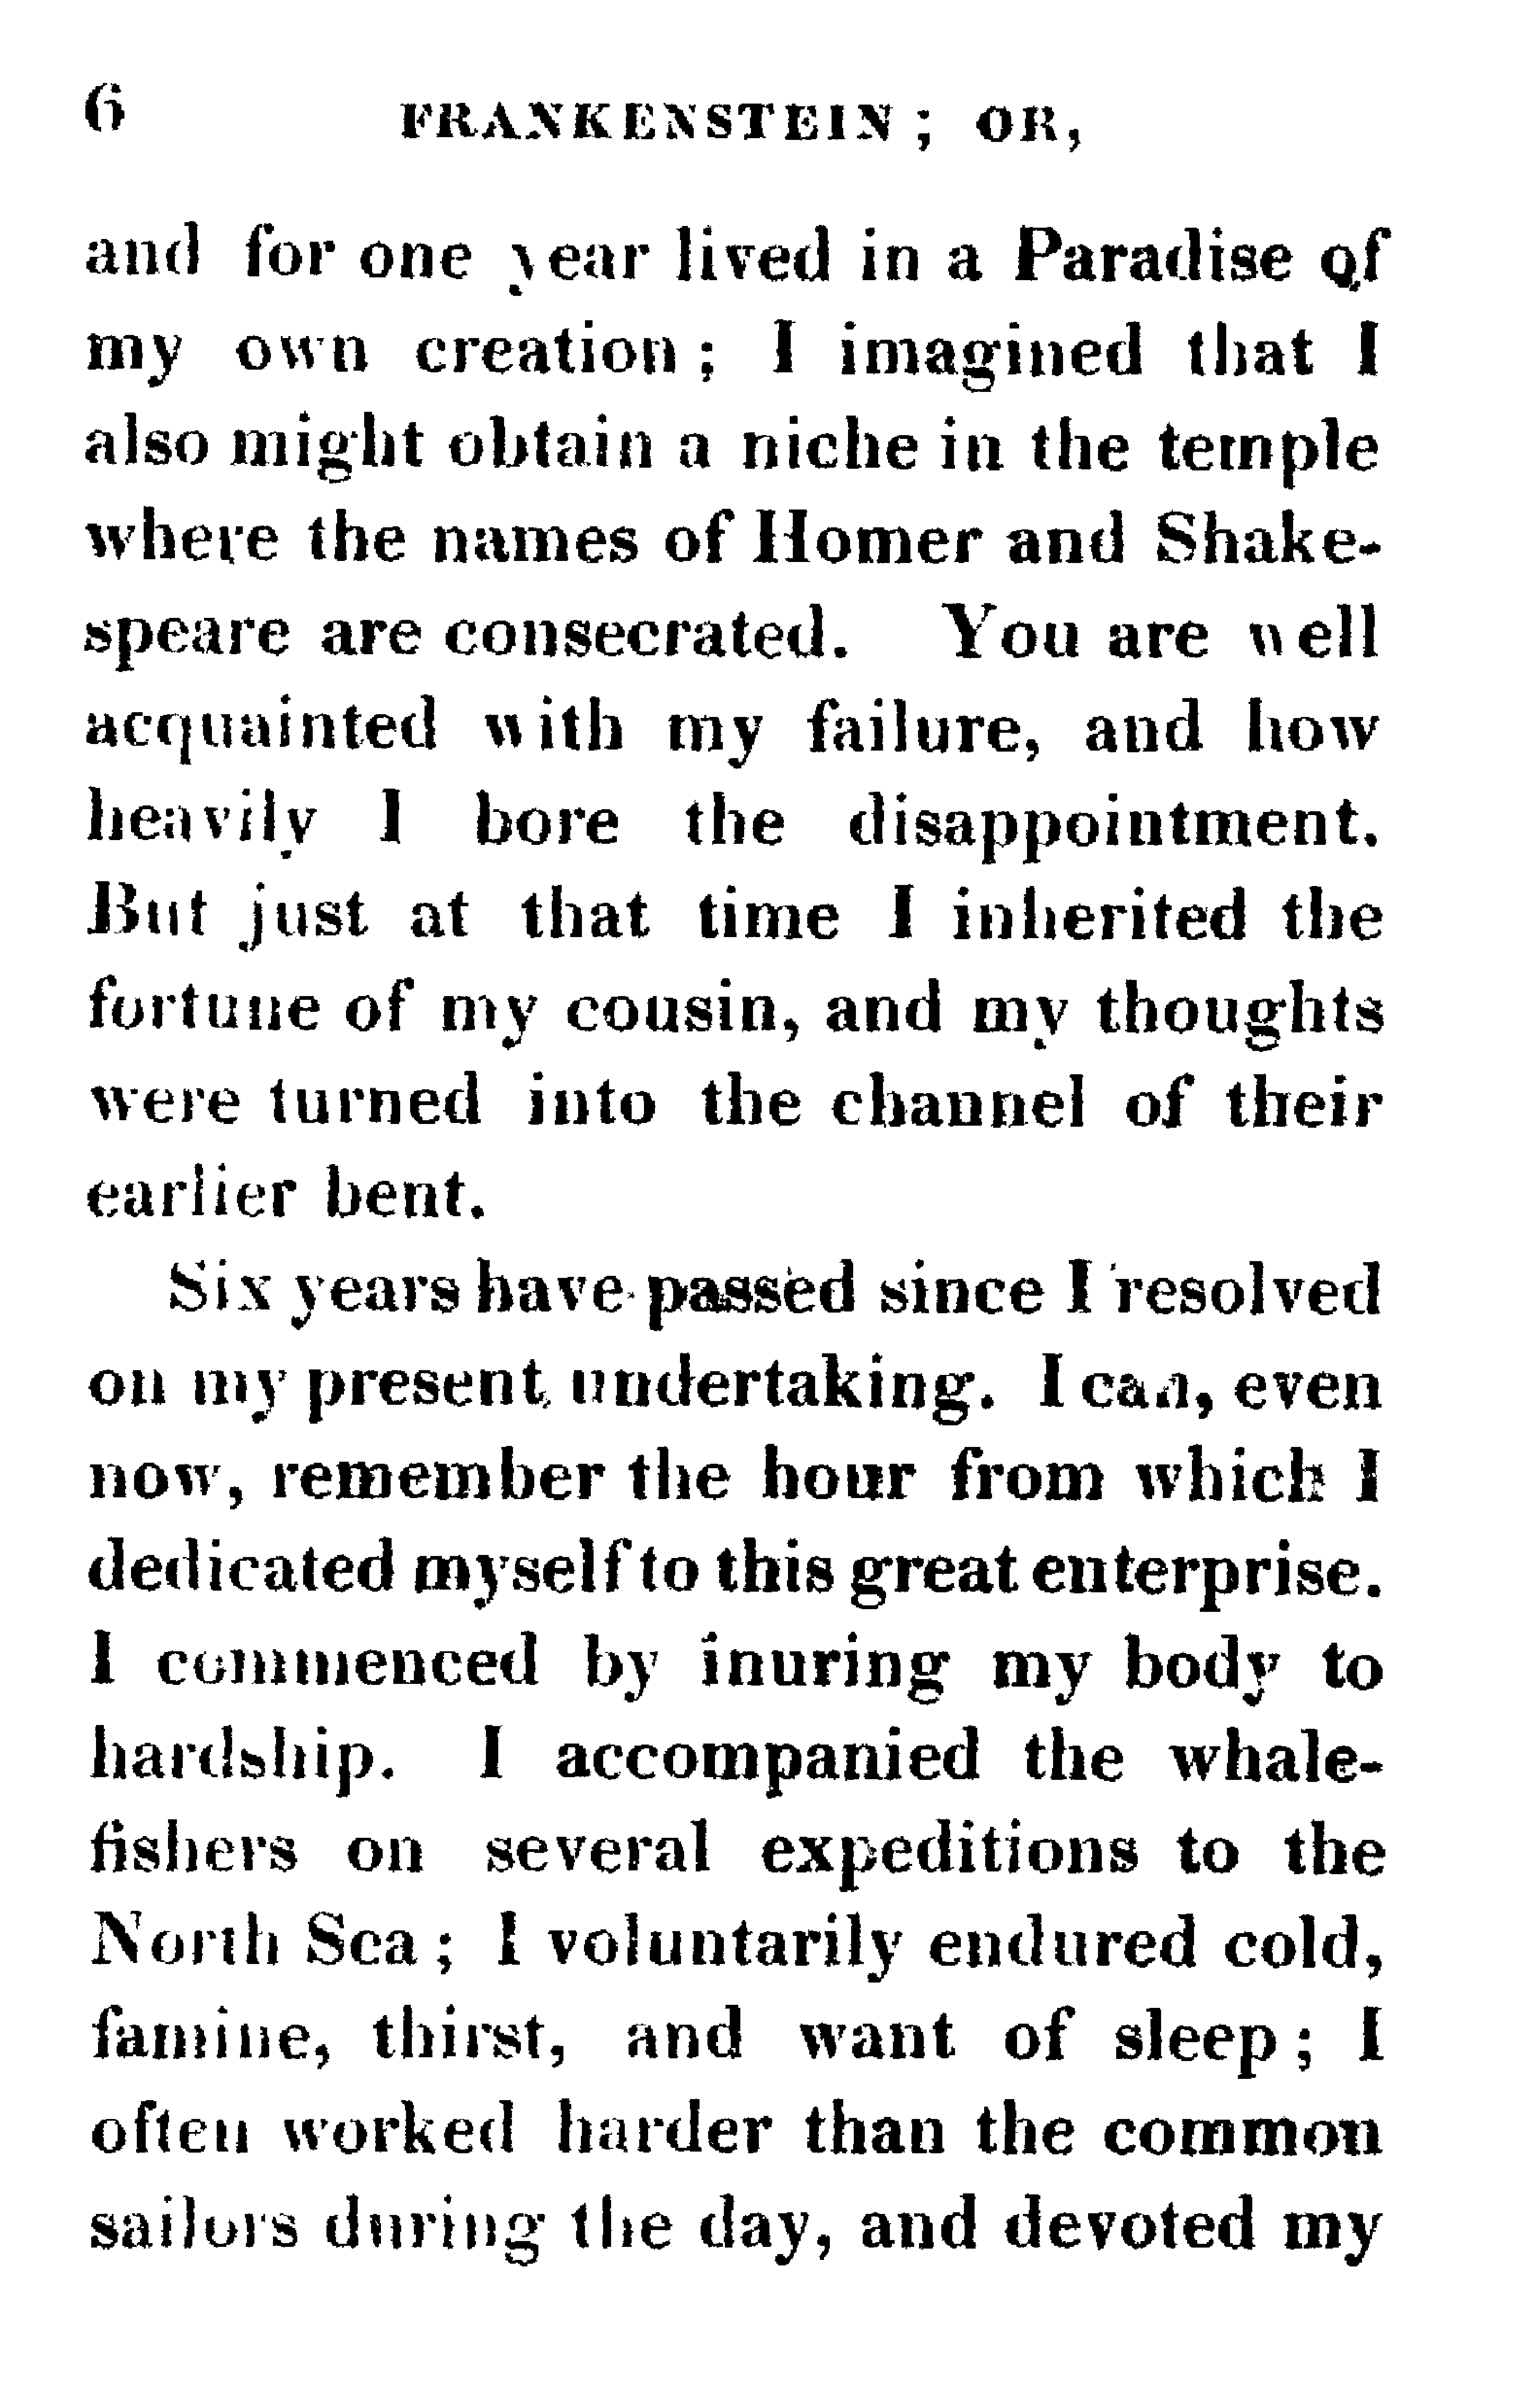 6 FRANKENSTEIN; OR,
and for one year lived in a Paradise of
my own creation; I imagined that I
also might obtain a niche in the temple
where the names of Homer and Shake-
speare are consecrated. You are well
acquainted with my failure, and how
heavily I bore the disappointment.
But just at that time I inherited the
fortune of my cousin, and my thoughts
were turned into the channel of their
earlier bent.
Six years have passed since I resolved
on my present undertaking. I can, even
now, remember the hour from which I
dedicated myself to this great enterprise.
I commenced by inuring my body to
hardship. I accompanied the whale-
fishers on several expeditions to the
North Sea; I voluntarily endured cold,
famine, thirst, and want of sleep; I
often worked harder than the common
sailors during the day, and devoted my